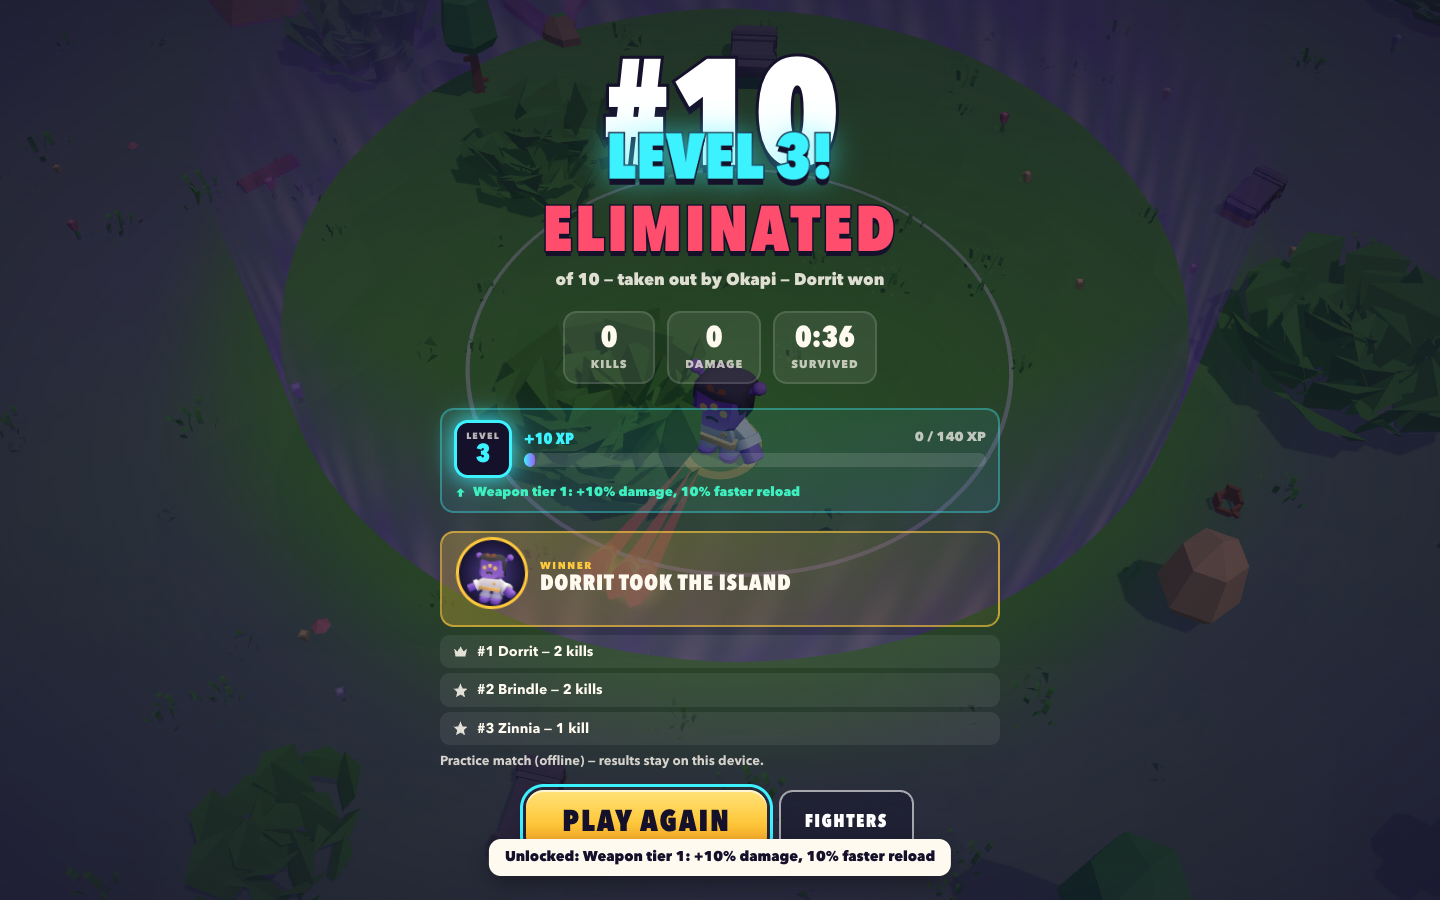 #10
LEVEL 3!
ELIMINATED
of 10 – taken out by Okapi – Dorrit won
0
KILLS
0
DAMAGE
0:36
SURVIVED
LEVEL
3
+10 XP
0 / 140 XP
Weapon tier 1: +10% damage, 10% faster reload
WINNER
DORRIT TOOK THE ISLAND
#1 Dorrit – 2 kills
#2 Brindle – 2 kills
#3 Zinnia – 1 kill
Practice match (offline) – results stay on this device.
PLAY AGAIN
FIGHTERS
Unlocked: Weapon tier 1: +10% damage, 10% faster reload